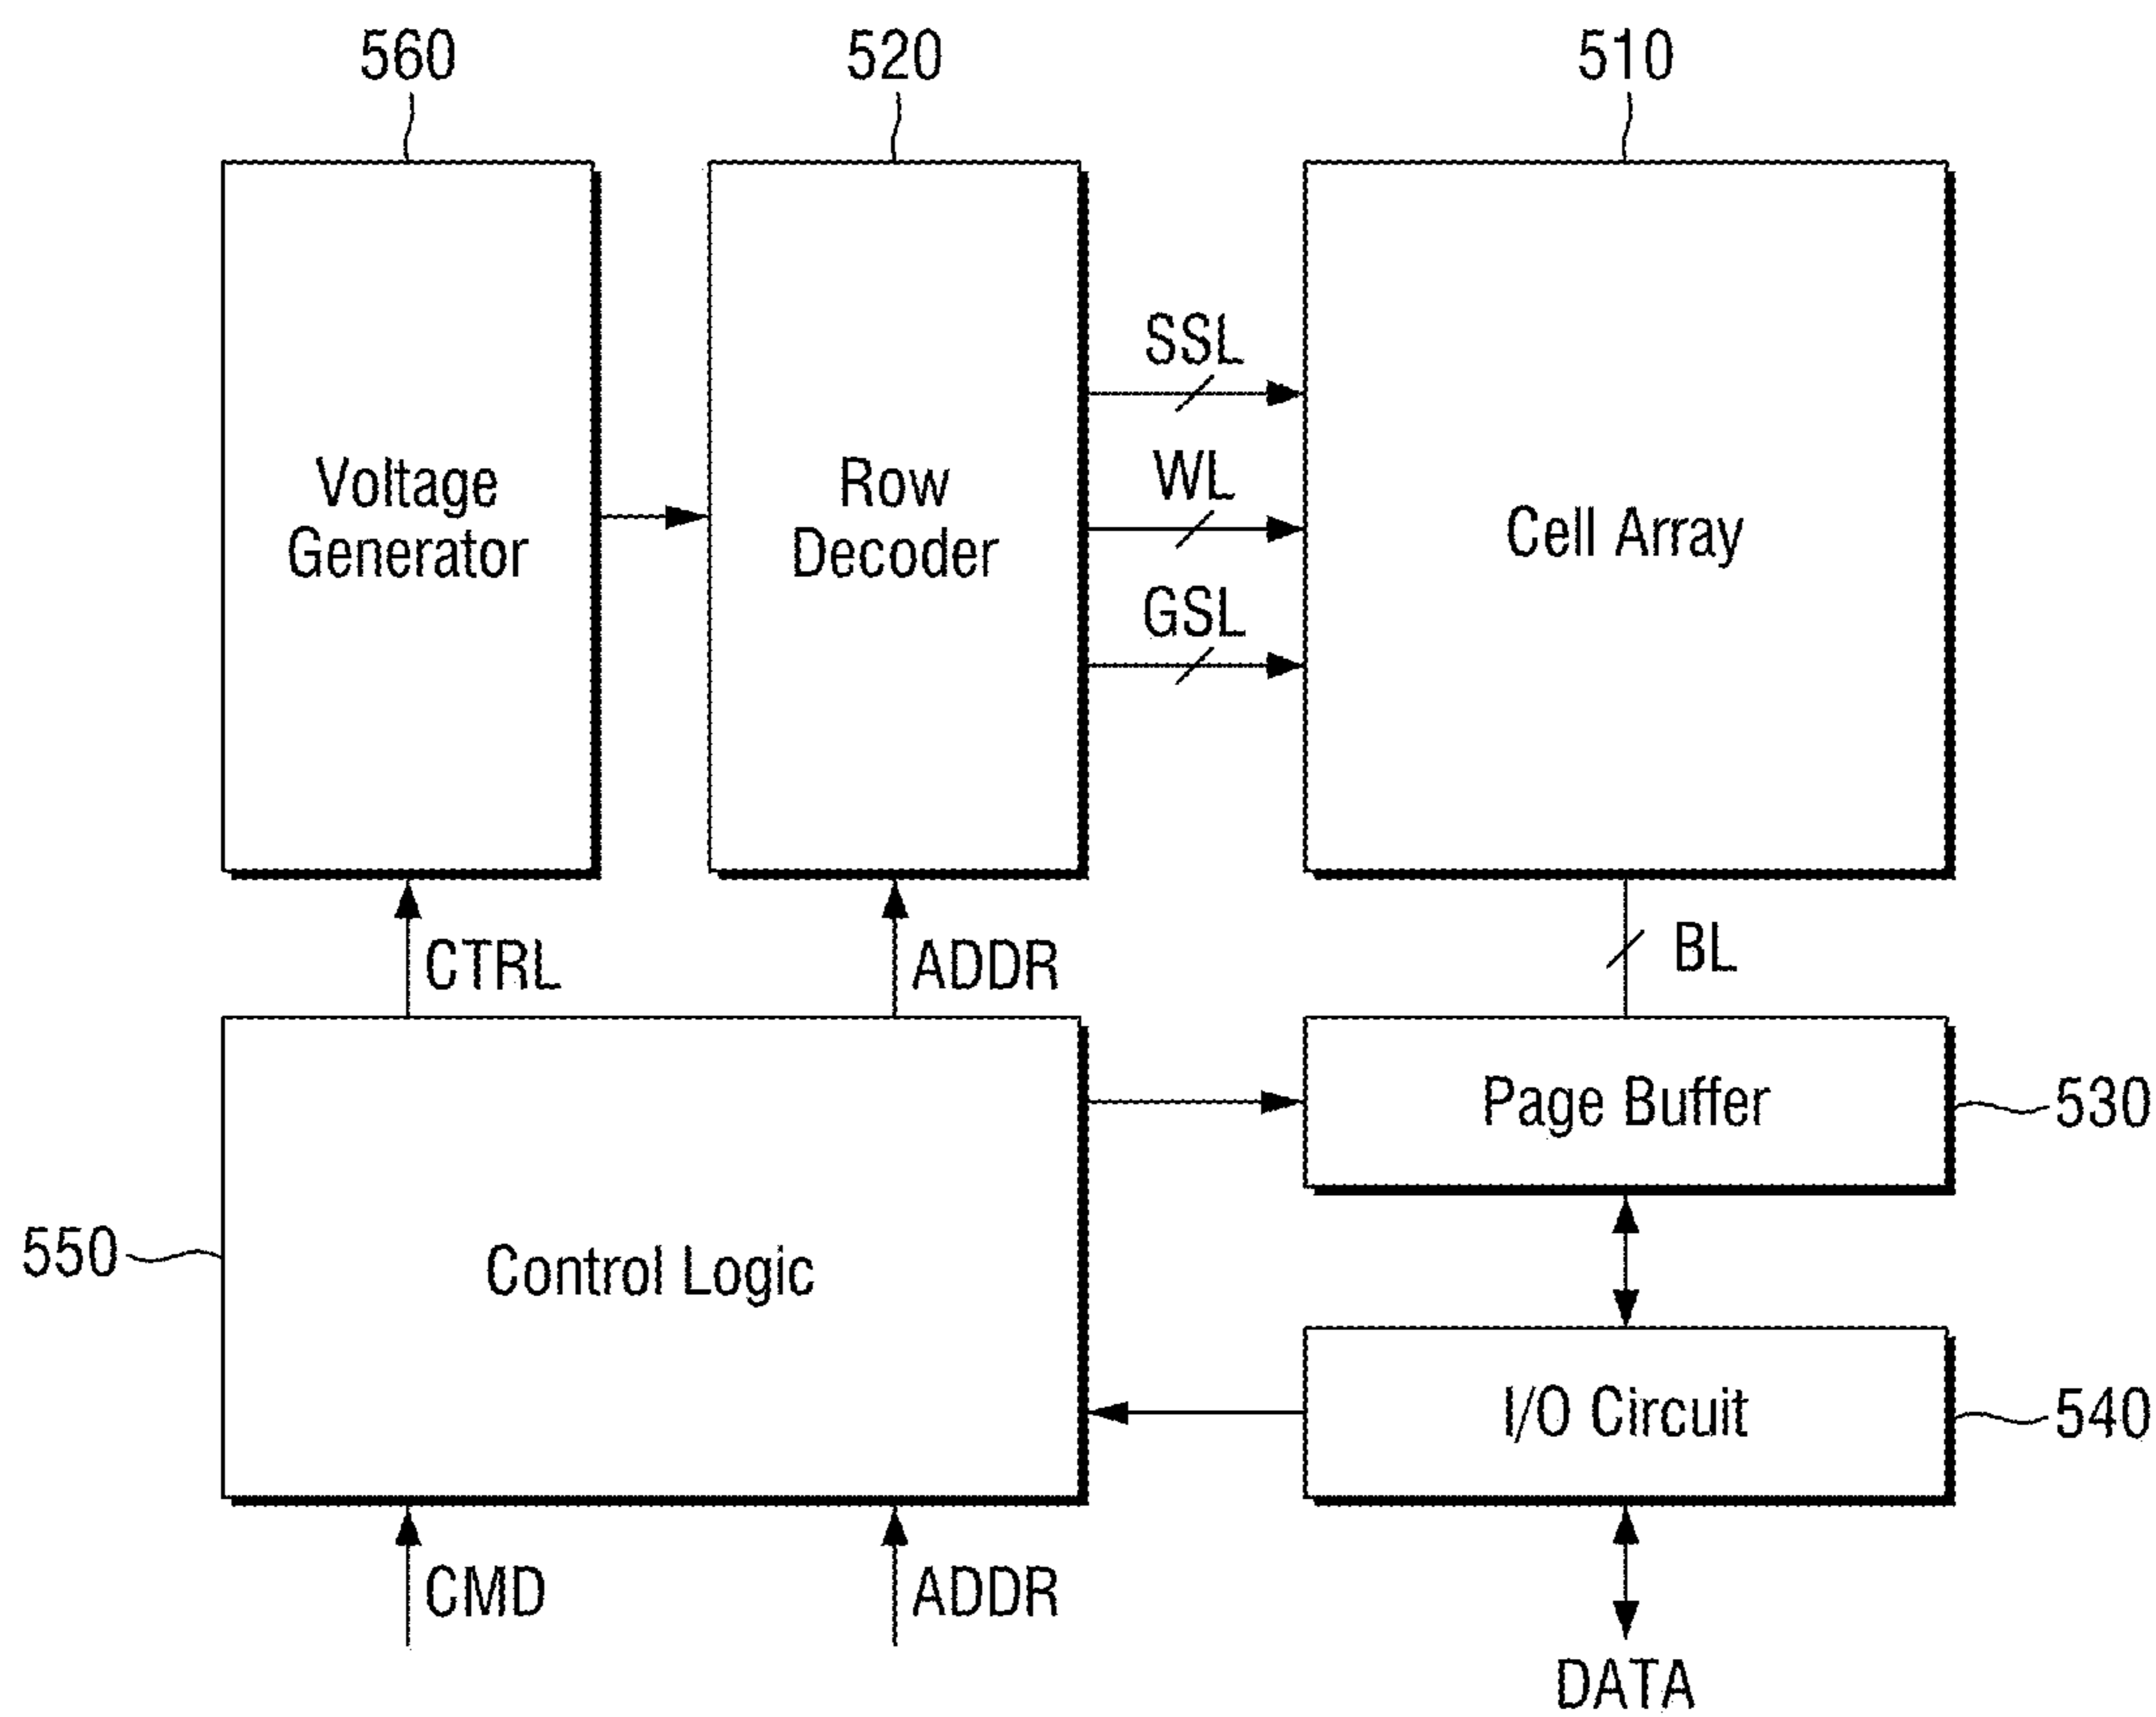 560
520
510
Voltage
Generator
Row
Decoder
SSL
WL
GSL
Cell Array
CTRL
ADDR
BL
Page Buffer
530
550
Control Logic
I/O Circuit
540
CMD
ADDR
DATA